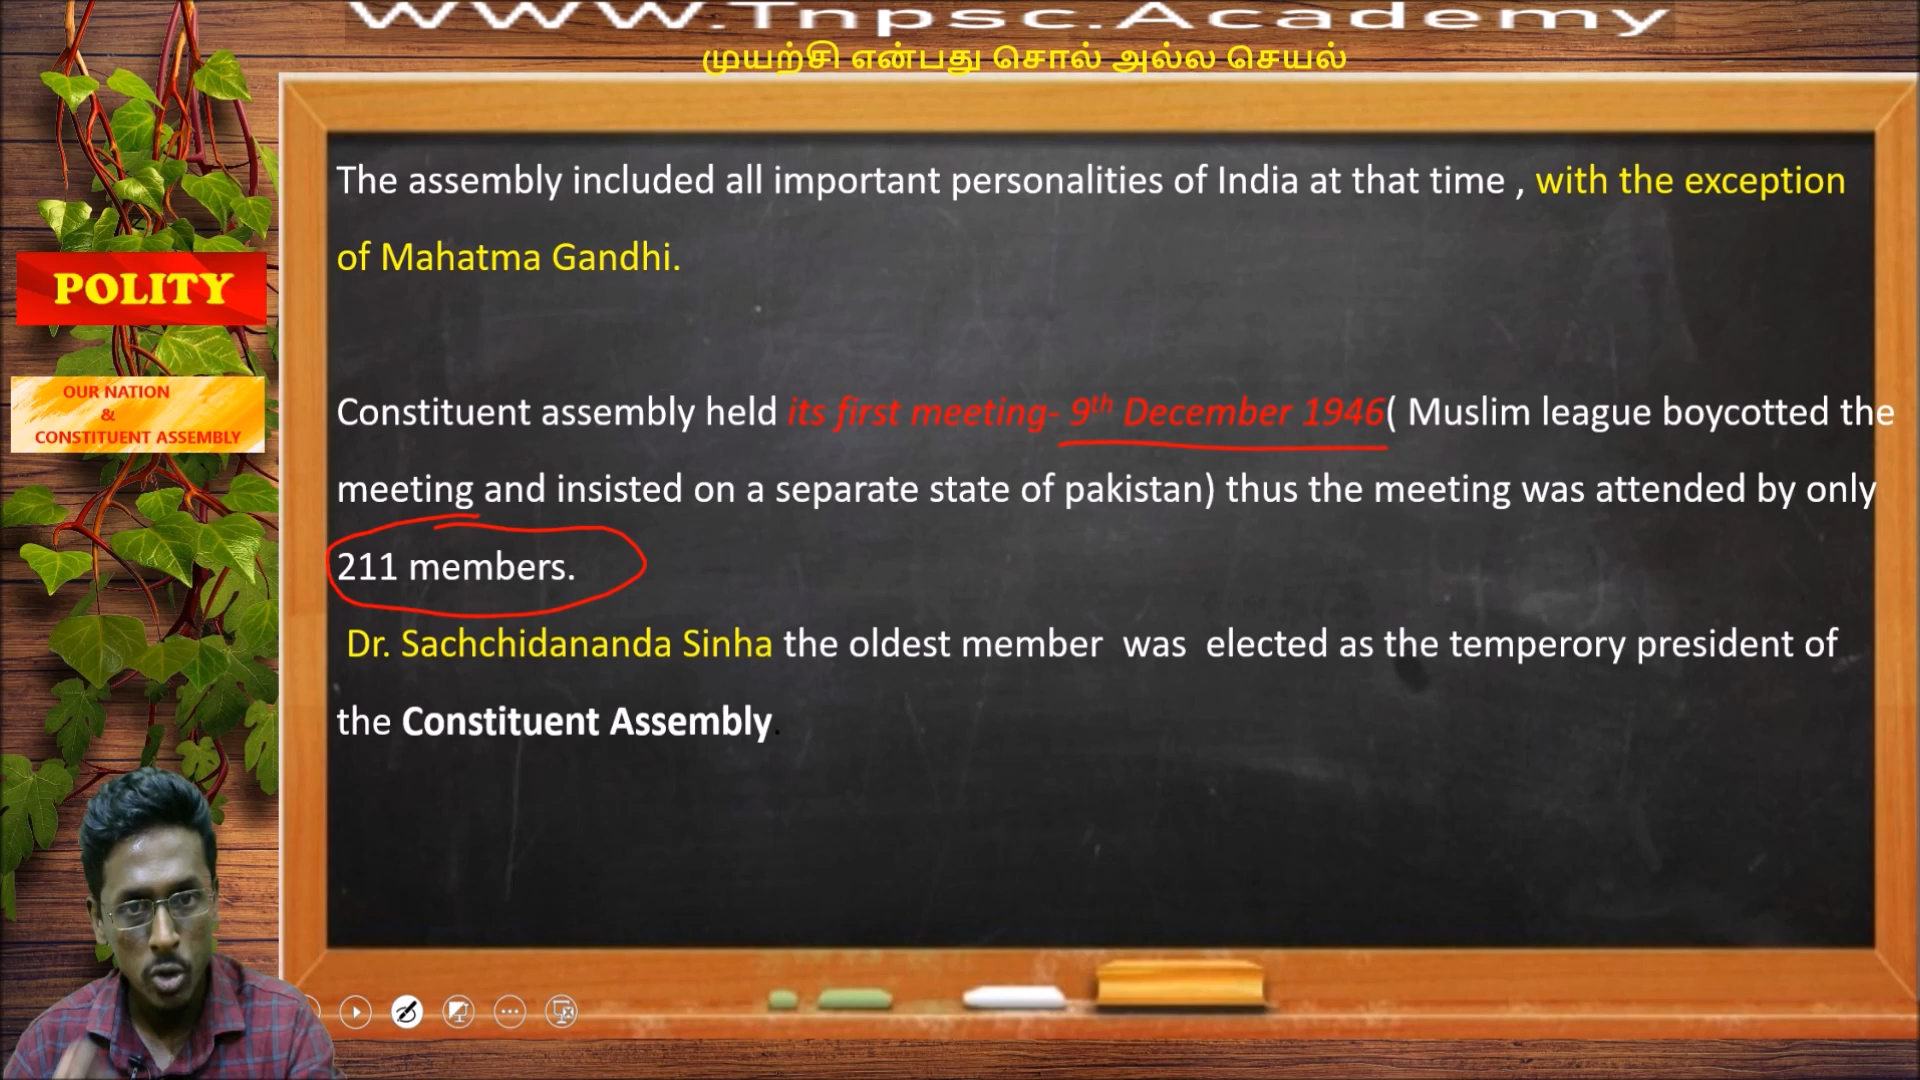 WWW.Tnpsc.Academy
முயற்சி என்பது சொல் அல்ல செயல்
The assembly included all important personalities of India at that time , with the exception
of Mahatma Gandhi.
POLITY
OUR NATION
&
CONSTITUENT ASSEMBLY
Constituent assembly held its first meeting- 9th December 1946( Muslim league boycotted the
meeting and insisted on a separate state of pakistan) thus the meeting was attended by only
211 members.
Dr. Sachchidananda Sinha the oldest member was elected as the temperory president of
the Constituent Assembly.